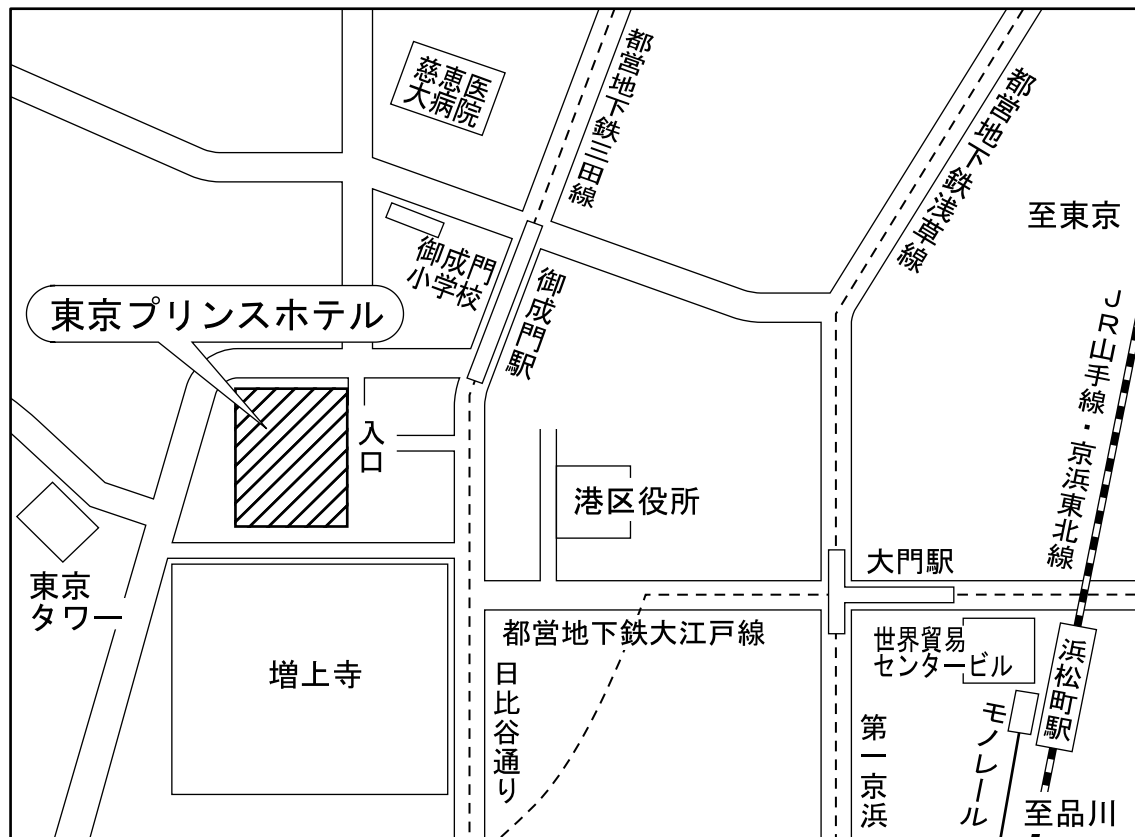 慈恵医
大病院
都営地下鉄三田線
都営地下鉄浅草線
至東京
御成門
小学校
御成門駅
東京プリンスホテル
JR山手線・京浜東北線
入口
港区役所
大門駅
東京
タワー
都営地下鉄大江戸線
世界貿易
センタービル
浜松町駅
増上寺
日比谷通り
第一京浜
モノレール
至品川